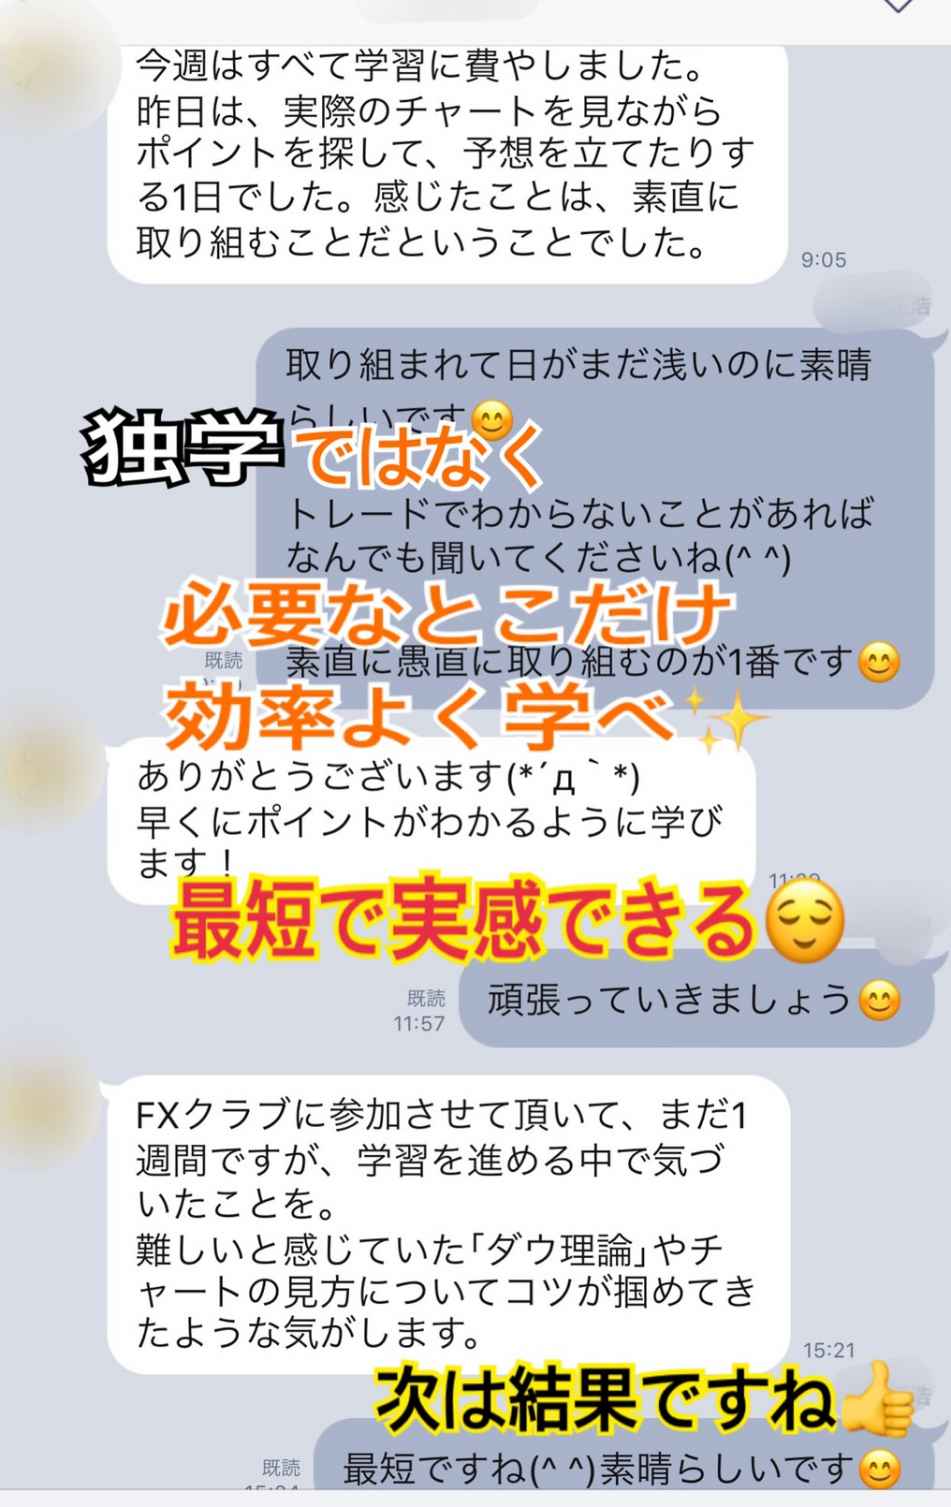 今週はすべて学習に費やしました。
昨日は、実際のチャートを見ながら
ポイントを探して、予想を立てたりす
る1日でした。感じたことは、素直に
取り組むことだということでした。
9:05
浩
取り組まれて日がまだ浅いのに素晴
らしいです😊
独学ではなく
トレードでわからないことがあれば
なんでも聞いてくださいね(^ ^)
必要なとこだけ
既読
素直に愚直に取り組むのが1番です😊
効率よく学べ✨
ありがとうございます(*´д｀*)
早くにポイントがわかるように学び
ます！
最短で実感できる😌
頑張っていきましょう😊
既読
11:57
FXクラブに参加させて頂いて、まだ1
週間ですが、学習を進める中で気づ
いたことを。
難しいと感じていた｢ダウ理論｣やチ
ャートの見方についてコツが掴めてき
たような気がします。
15:21
次は結果ですね👍
浩
既読
最短ですね(^ ^)素晴らしいです😊